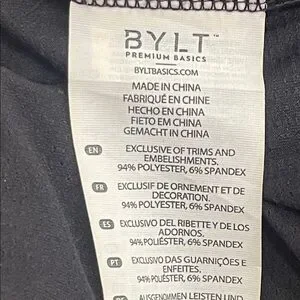 BYLT™
PREMIUM BASICS
BYLTBASICS.COM
MADE IN CHINA
FABRIQUÉ EN CHINE
HECHO EN CHINA
FIETO EM CHINA
GEMACHT IN CHINA
EN EXCLUSIVE OF TRIMS AND
EMBELISHMENTS.
94% POLYESTER, 6% SPANDEX
FR EXCLUSIF DE ORNEMENT ET DE
DECORATION.
94% POLYESTER, 6% SPANDEX
ES EXCLUSIVO DEL RIBETTE Y DE LOS
ADORNOS.
94% POLIÉSTER, 6% SPANDEX
PT EXCLUSIVO DAS GUARNIÇÕES E
ENFEITES.
94% POLIÉSTER, 6% SPANDEX
AUSGENOMMEN LEISTEN UND